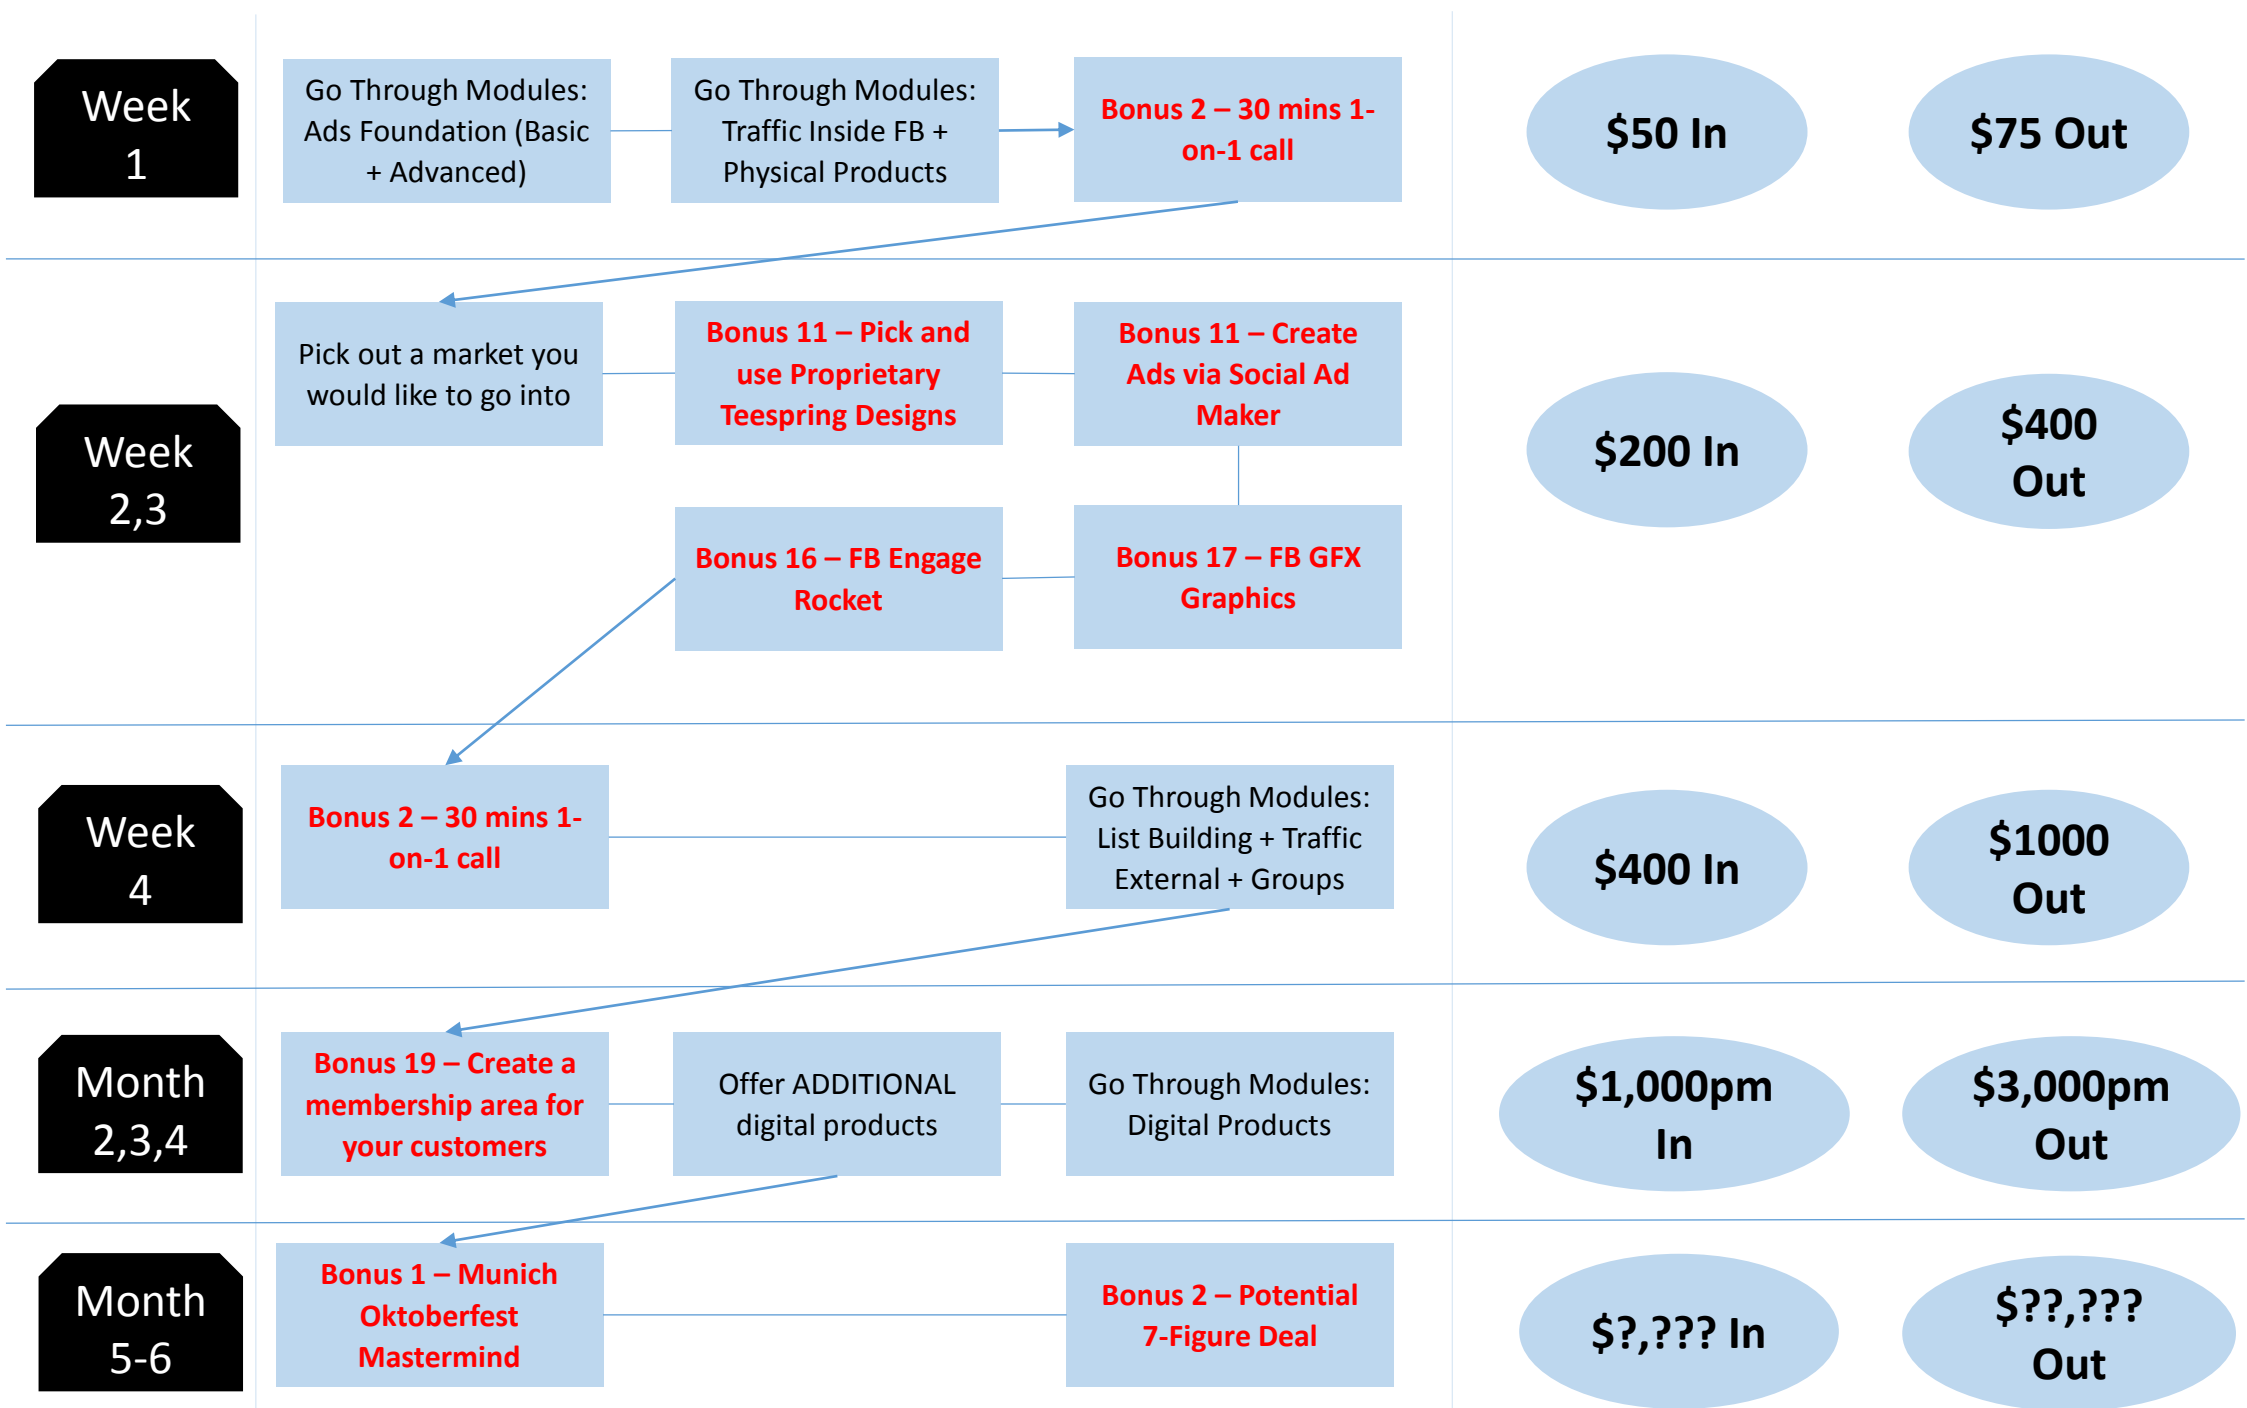 Week
1
Go Through Modules:
Ads Foundation (Basic
+ Advanced)
Go Through Modules:
Traffic Inside FB +
Physical Products
Bonus 2 – 30 mins 1-
on-1 call
$50 In
$75 Out
Week
2,3
Pick out a market you
would like to go into
Bonus 11 – Pick and
use Proprietary
Teespring Designs
Bonus 11 – Create
Ads via Social Ad
Maker
Bonus 16 – FB Engage
Rocket
Bonus 17 – FB GFX
Graphics
$200 In
$400
Out
Week
4
Bonus 2 – 30 mins 1-
on-1 call
Go Through Modules:
List Building + Traffic
External + Groups
$400 In
$1000
Out
Month
2,3,4
Bonus 19 – Create a
membership area for
your customers
Offer ADDITIONAL
digital products
Go Through Modules:
Digital Products
$1,000pm
In
$3,000pm
Out
Month
5-6
Bonus 1 – Munich
Oktoberfest
Mastermind
Bonus 2 – Potential
7-Figure Deal
$?,??? In
$??,???
Out